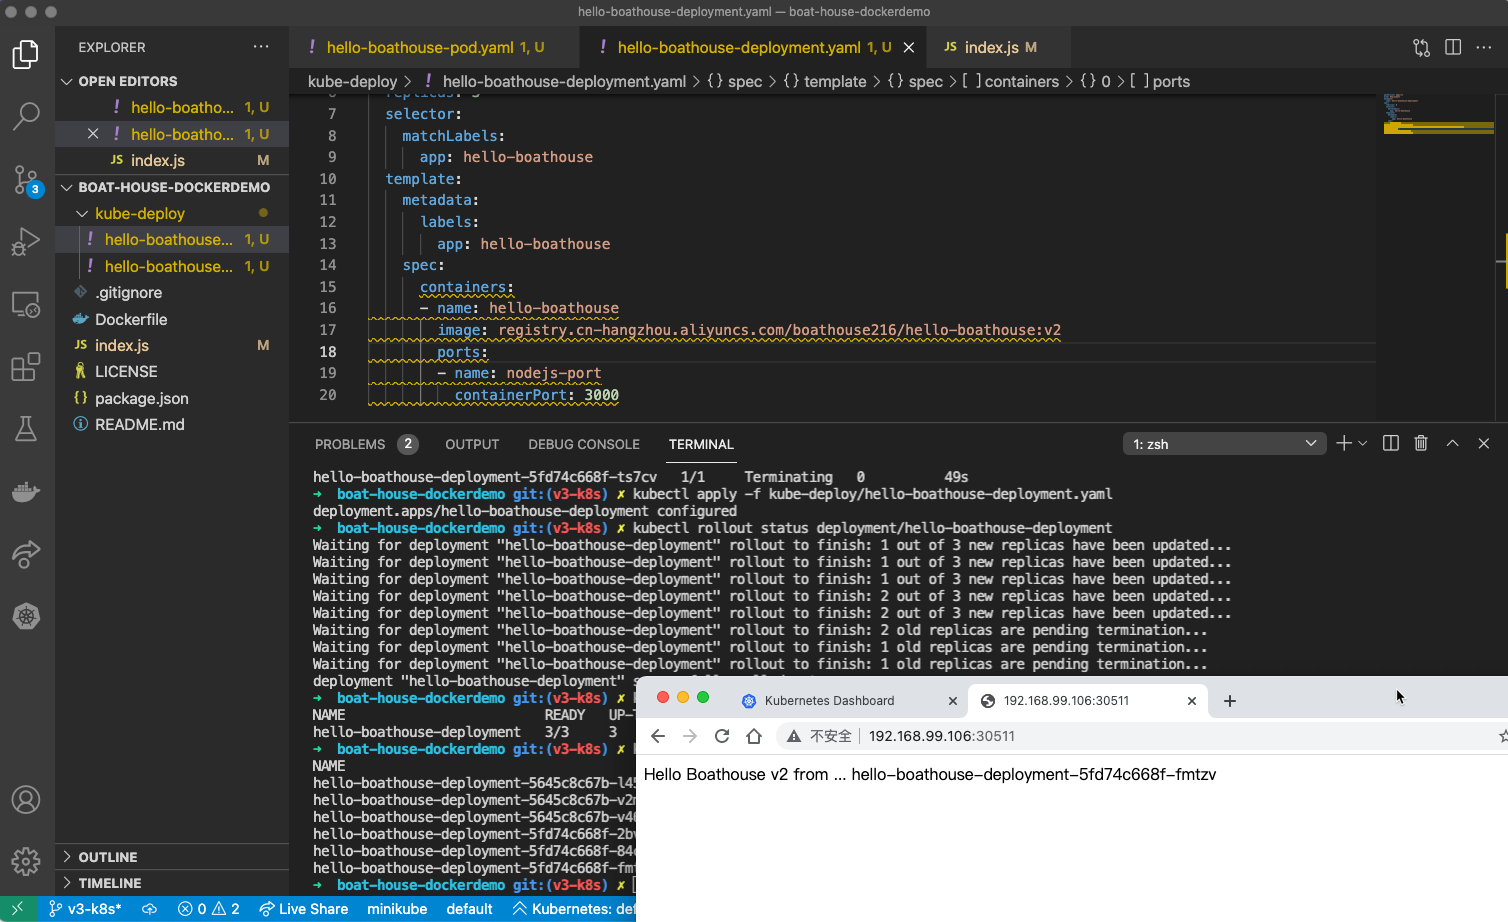 hello-boathouse-deployment.yaml — boat-house-dockerdemo
EXPLORER
OPEN EDITORS
hello-boatho... 1, U
hello-boatho... 1, U
JS index.js M
BOAT-HOUSE-DOCKERDEMO
kube-deploy
hello-boathouse... 1, U
hello-boathouse... 1, U
.gitignore
Dockerfile
JS index.js M
LICENSE
package.json
README.md
OUTLINE
TIMELINE
3
! hello-boathouse-pod.yaml 1, U
! hello-boathouse-deployment.yaml 1, U
JS index.js M
kube-deploy > ! hello-boathouse-deployment.yaml > {} spec > {} template > {} spec > [ ] containers > {} 0 > [ ] ports
7 selector:
8 matchLabels:
9 app: hello-boathouse
10 template:
11 metadata:
12 labels:
13 app: hello-boathouse
14 spec:
15 containers:
16 - name: hello-boathouse
17 image: registry.cn-hangzhou.aliyuncs.com/boathouse216/hello-boathouse:v2
18 ports:
19 - name: nodejs-port
20 containerPort: 3000
PROBLEMS 2 OUTPUT DEBUG CONSOLE TERMINAL 1: zsh
hello-boathouse-deployment-5fd74c668f-ts7cv 1/1 Terminating 0 49s
➜ boat-house-dockerdemo git:(v3-k8s) ✗ kubectl apply -f kube-deploy/hello-boathouse-deployment.yaml
deployment.apps/hello-boathouse-deployment configured
➜ boat-house-dockerdemo git:(v3-k8s) ✗ kubectl rollout status deployment/hello-boathouse-deployment
Waiting for deployment "hello-boathouse-deployment" rollout to finish: 1 out of 3 new replicas have been updated...
Waiting for deployment "hello-boathouse-deployment" rollout to finish: 1 out of 3 new replicas have been updated...
Waiting for deployment "hello-boathouse-deployment" rollout to finish: 1 out of 3 new replicas have been updated...
Waiting for deployment "hello-boathouse-deployment" rollout to finish: 2 out of 3 new replicas have been updated...
Waiting for deployment "hello-boathouse-deployment" rollout to finish: 2 out of 3 new replicas have been updated...
Waiting for deployment "hello-boathouse-deployment" rollout to finish: 2 old replicas are pending termination...
Waiting for deployment "hello-boathouse-deployment" rollout to finish: 1 old replicas are pending termination...
Waiting for deployment "hello-boathouse-deployment" rollout to finish: 1 old replicas are pending termination...
deployment "hello-boathouse-deployment"
➜ boat-house-dockerdemo git:(v3-k8s) ✗
NAME READY UP-
hello-boathouse-deployment 3/3 3
➜ boat-house-dockerdemo git:(v3-k8s) ✗
NAME
hello-boathouse-deployment-5645c8c67b-l45
hello-boathouse-deployment-5645c8c67b-v2
hello-boathouse-deployment-5645c8c67b-v4
hello-boathouse-deployment-5fd74c668f-2b
hello-boathouse-deployment-5fd74c668f-84
hello-boathouse-deployment-5fd74c668f-fm
➜ boat-house-dockerdemo git:(v3-k8s) ✗
Kubernetes Dashboard
192.168.99.106:30511
不安全 192.168.99.106:30511
Hello Boathouse v2 from ... hello-boathouse-deployment-5fd74c668f-fmtzv
v3-k8s* 0 2 Live Share minikube default Kubernetes: def